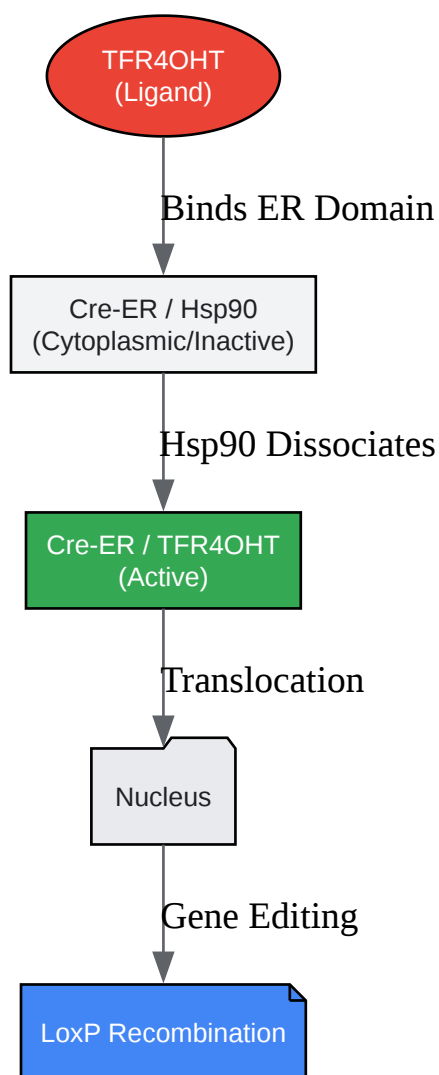 TFR4OHT
(Ligand)
Binds ER Domain
Cre-ER / Hsp90
(Cytoplasmic/Inactive)
Hsp90 Dissociates
Cre-ER / TFR4OHT
(Active)
Translocation
Nucleus
Gene Editing
LoxP Recombination